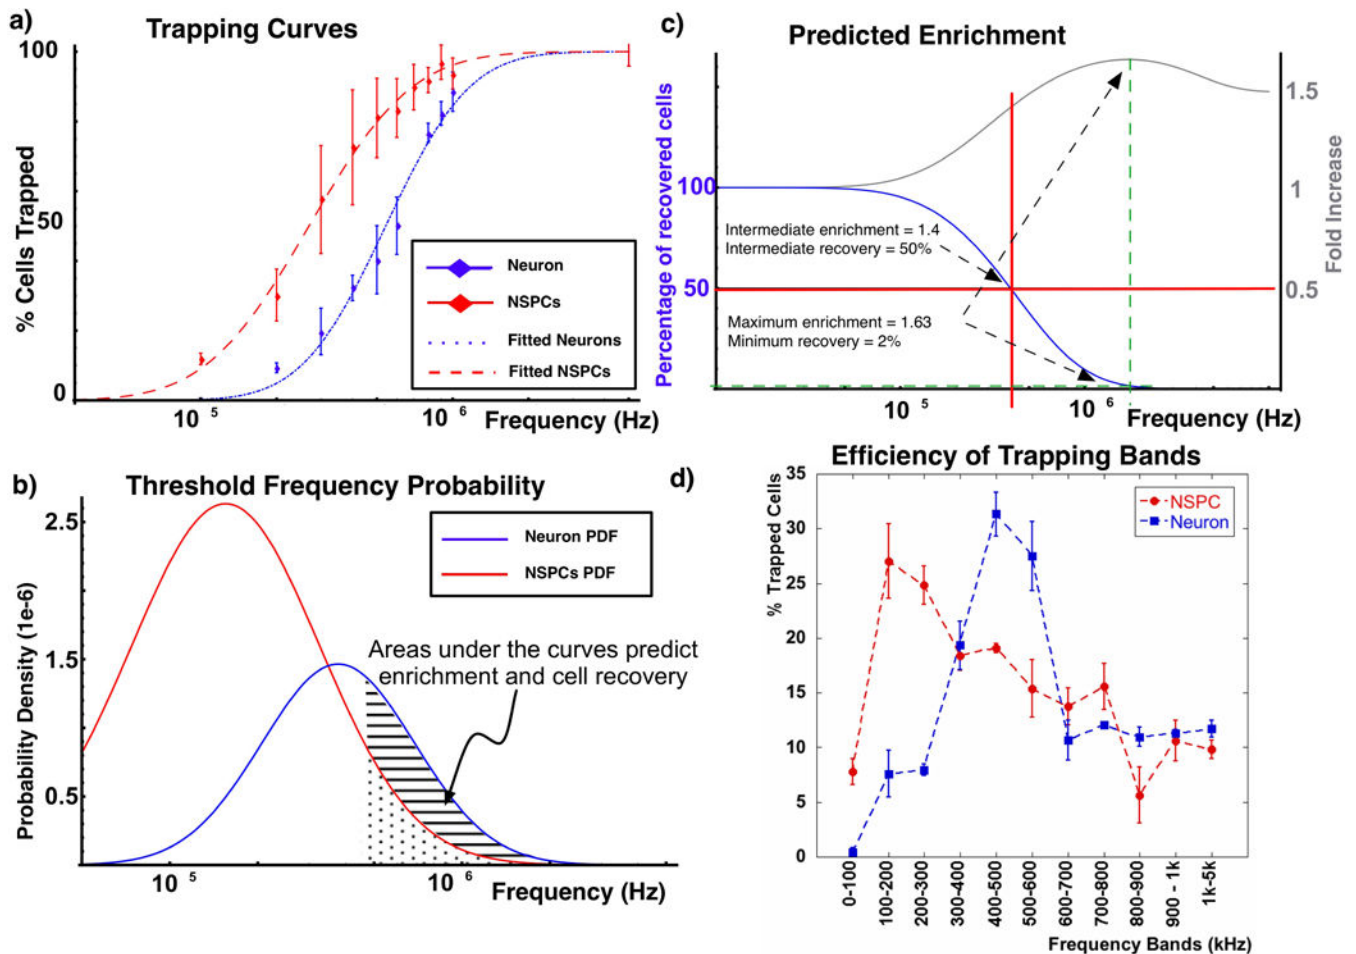 a)
Trapping Curves
% Cells Trapped
100
50
0
10 5
10 6
Frequency (Hz)
Neuron
NSPCs
Fitted Neurons
Fitted NSPCs
b)
Threshold Frequency Probability
Probability Density (1e-6)
2.5
1.5
0.5
10 5
10 6
Frequency (Hz)
Neuron PDF
NSPCs PDF
Areas under the curves predict
enrichment and cell recovery
c)
Predicted Enrichment
Percentage of recovered cells
100
50
Fold Increase
1.5
1
0.5
Intermediate enrichment = 1.4
Intermediate recovery = 50%
Maximum enrichment = 1.63
Minimum recovery = 2%
10 5
10 6
Frequency (Hz)
d)
Efficiency of Trapping Bands
% Trapped Cells
35
30
25
20
15
10
5
0
NSPC
Neuron
0-100
100-200
200-300
300-400
400-500
500-600
600-700
700-800
800-900
900 - 1k
1k-5k
Frequency Bands (kHz)